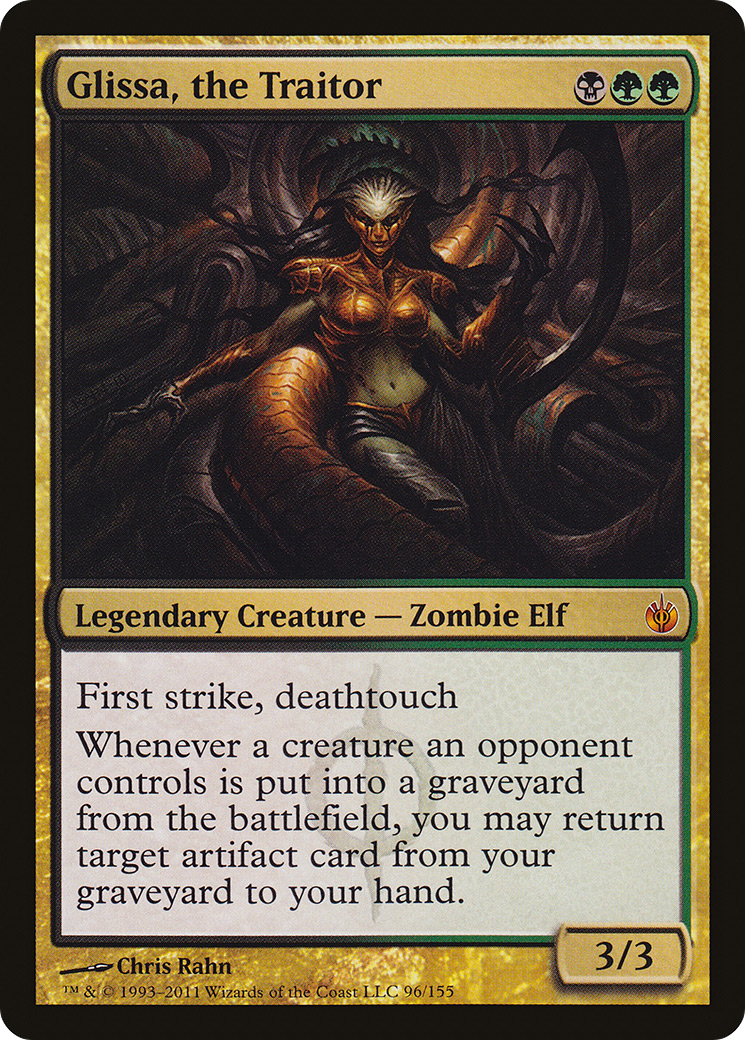 Glissa, the Traitor
Legendary Creature — Zombie Elf
First strike, deathtouch
Whenever a creature an opponent
controls is put into a graveyard
from the battlefield, you may return
target artifact card from your
graveyard to your hand.
3/3
Chris Rahn
™ & © 1993–2011 Wizards of the Coast LLC 96/155